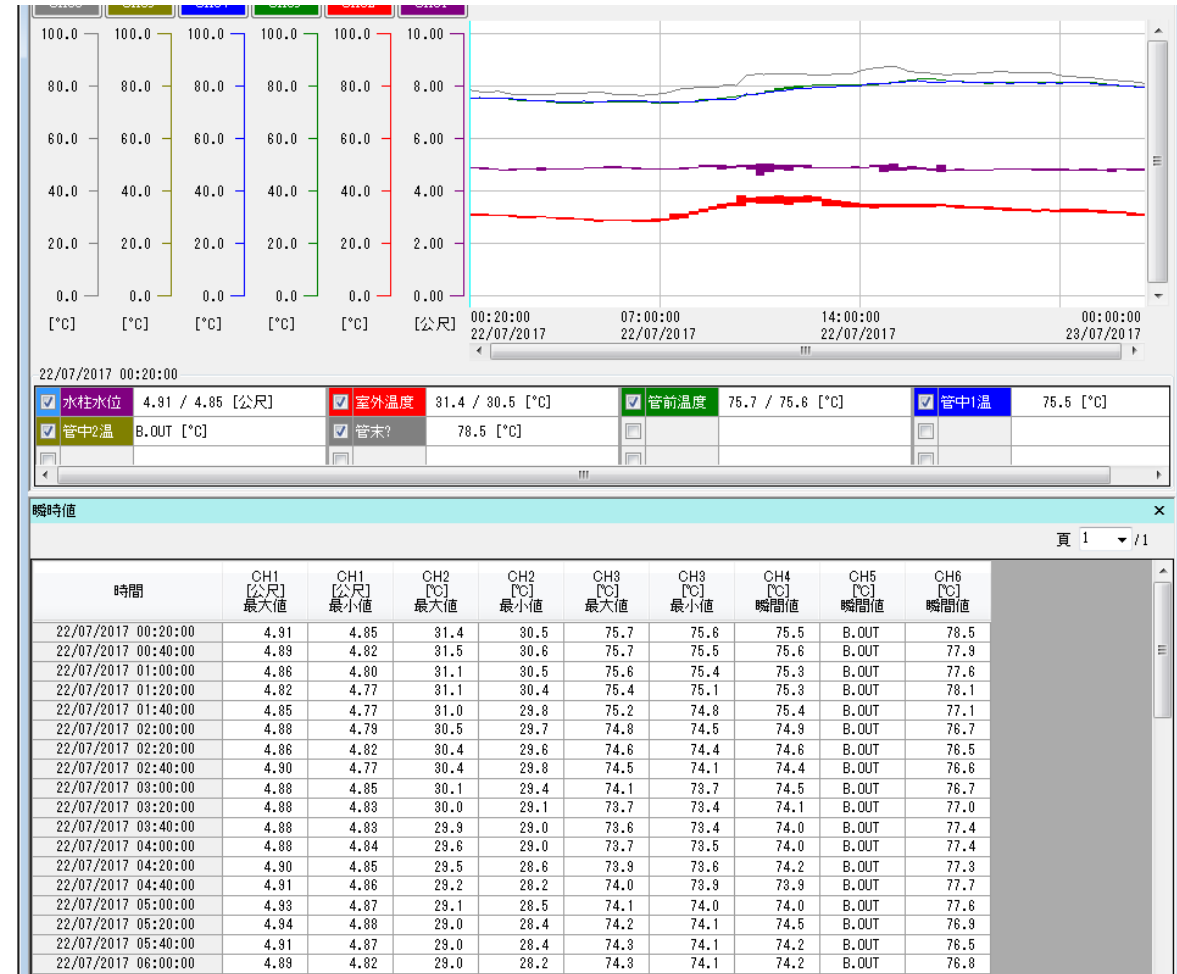 100.0 100.0 100.0 100.0 100.0 10.00
80.0 80.0 80.0 80.0 80.0 8.00
60.0 60.0 60.0 60.0 60.0 6.00
40.0 40.0 40.0 40.0 40.0 4.00
20.0 20.0 20.0 20.0 20.0 2.00
0.0 0.0 0.0 0.0 0.0 0.00
[°C] [°C] [°C] [°C] [°C] [公尺]
00:20:00 07:00:00 14:00:00 00:00:00
22/07/2017 22/07/2017 22/07/2017 23/07/2017
22/07/2017 00:20:00
水柱水位 4.91 / 4.85 [公尺] 室外温度 31.4 / 30.5 [°C] 管前温度 75.7 / 75.6 [°C] 管中1温 75.5 [°C]
管中2温 B.OUT [°C] 管末? 78.5 [°C]
瞬時值
頁 1 /1
時間 CH1 [公尺] 最大值 CH1 [公尺] 最小值 CH2 [°C] 最大值 CH2 [°C] 最小值 CH3 [°C] 最大值 CH3 [°C] 最小值 CH4 [°C] 瞬間值 CH5 [°C] 瞬間值 CH6 [°C] 瞬間值
22/07/2017 00:20:00 4.91 4.85 31.4 30.5 75.7 75.6 75.5 B.OUT 78.5
22/07/2017 00:40:00 4.89 4.82 31.5 30.6 75.7 75.5 75.6 B.OUT 77.9
22/07/2017 01:00:00 4.86 4.80 31.1 30.5 75.6 75.4 75.3 B.OUT 77.6
22/07/2017 01:20:00 4.82 4.77 31.1 30.4 75.4 75.1 75.3 B.OUT 78.1
22/07/2017 01:40:00 4.85 4.77 31.0 29.8 75.2 74.8 75.4 B.OUT 77.1
22/07/2017 02:00:00 4.88 4.79 30.5 29.7 74.8 74.5 74.9 B.OUT 76.7
22/07/2017 02:20:00 4.86 4.82 30.4 29.6 74.6 74.4 74.6 B.OUT 76.5
22/07/2017 02:40:00 4.90 4.77 30.4 29.8 74.5 74.1 74.4 B.OUT 76.6
22/07/2017 03:00:00 4.88 4.85 30.1 29.4 74.1 73.7 74.5 B.OUT 76.7
22/07/2017 03:20:00 4.88 4.83 30.0 29.1 73.7 73.4 74.1 B.OUT 77.0
22/07/2017 03:40:00 4.88 4.83 29.9 29.0 73.6 73.4 74.0 B.OUT 77.4
22/07/2017 04:00:00 4.88 4.84 29.6 29.0 73.7 73.5 74.0 B.OUT 77.4
22/07/2017 04:20:00 4.90 4.85 29.5 28.6 73.9 73.6 74.2 B.OUT 77.3
22/07/2017 04:40:00 4.91 4.86 29.2 28.2 74.0 73.9 73.9 B.OUT 77.7
22/07/2017 05:00:00 4.93 4.87 29.1 28.5 74.1 74.0 74.0 B.OUT 77.6
22/07/2017 05:20:00 4.94 4.88 29.0 28.4 74.2 74.1 74.5 B.OUT 76.9
22/07/2017 05:40:00 4.91 4.87 29.0 28.4 74.3 74.1 74.2 B.OUT 76.5
22/07/2017 06:00:00 4.89 4.82 29.0 28.2 74.3 74.1 74.2 B.OUT 76.8